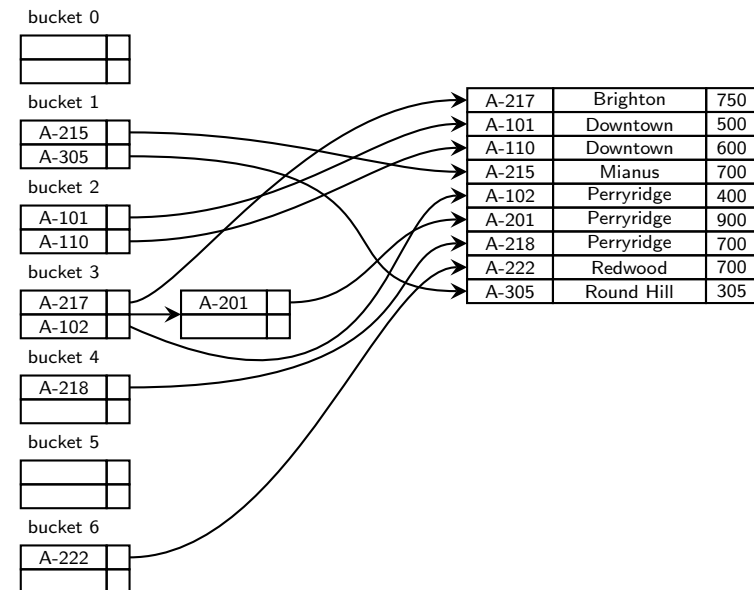 bucket 0
bucket 1
A-215
A-305
bucket 2
A-101
A-110
bucket 3
A-217
A-102
A-201
bucket 4
A-218
bucket 5
bucket 6
A-222
A-217 Brighton 750
A-101 Downtown 500
A-110 Downtown 600
A-215 Mianus 700
A-102 Perryridge 400
A-201 Perryridge 900
A-218 Perryridge 700
A-222 Redwood 700
A-305 Round Hill 305